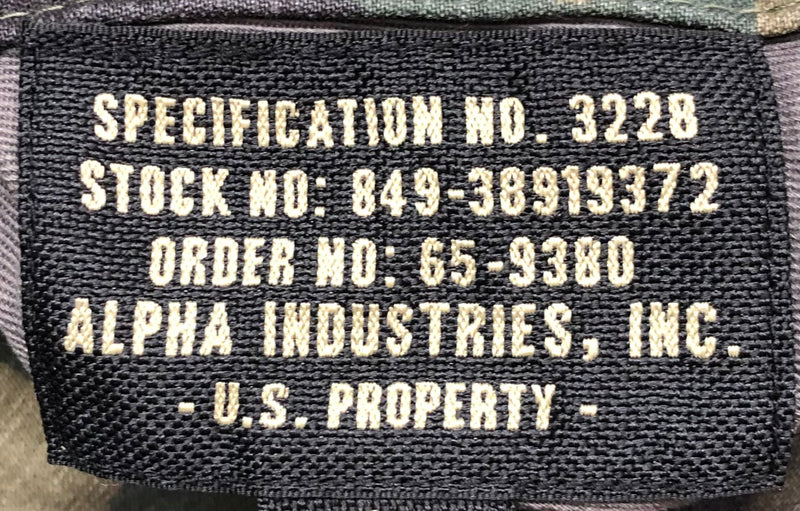 SPECIFICATION NO. 3228
STOCK NO: 849-38919372
ORDER NO: 65-9380
ALPHA INDUSTRIES, INC.
- U.S. PROPERTY -